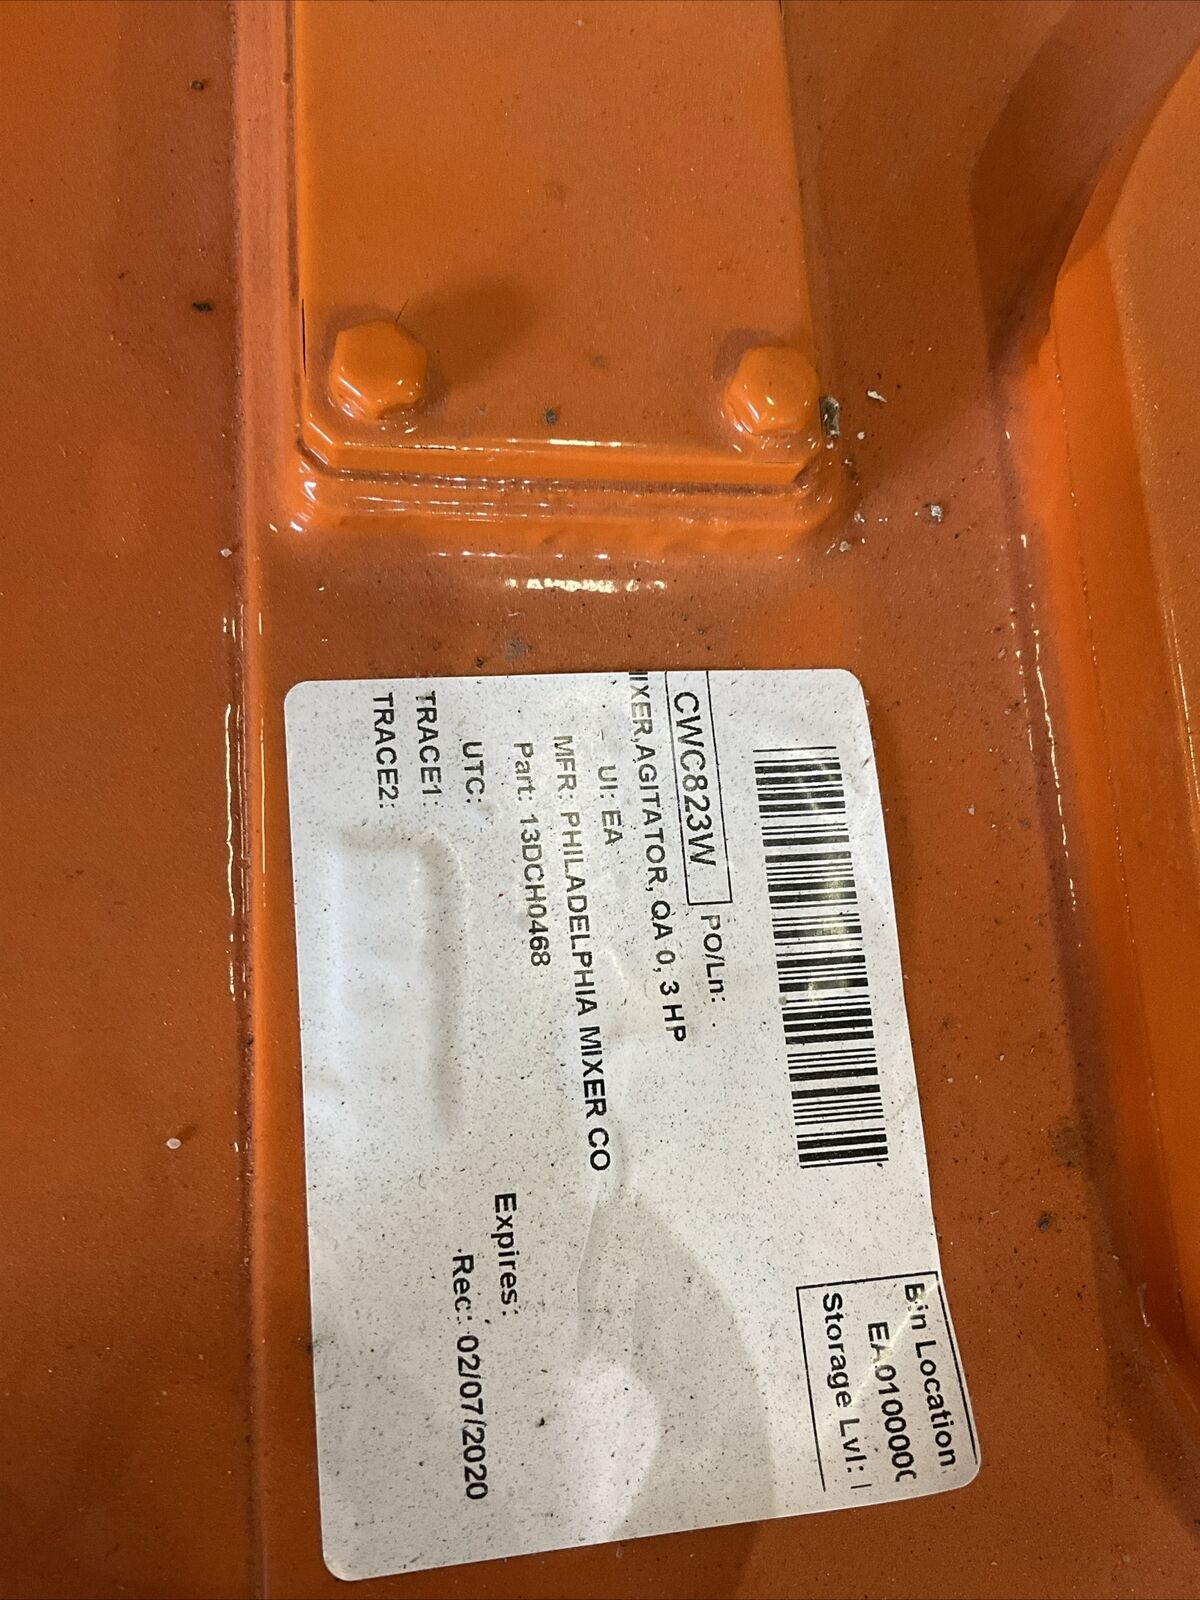 CWC823W PO/Ln:
IXER,AGITATOR, QA 0, 3 HP
UI: EA
MFR: PHILADELPHIA MIXER CO
Part: 13DCH0468
UTC:
TRACE1:
TRACE2:
Expires:
Rec: 02/07/2020
Bin Location
EA010000
Storage Lvl: